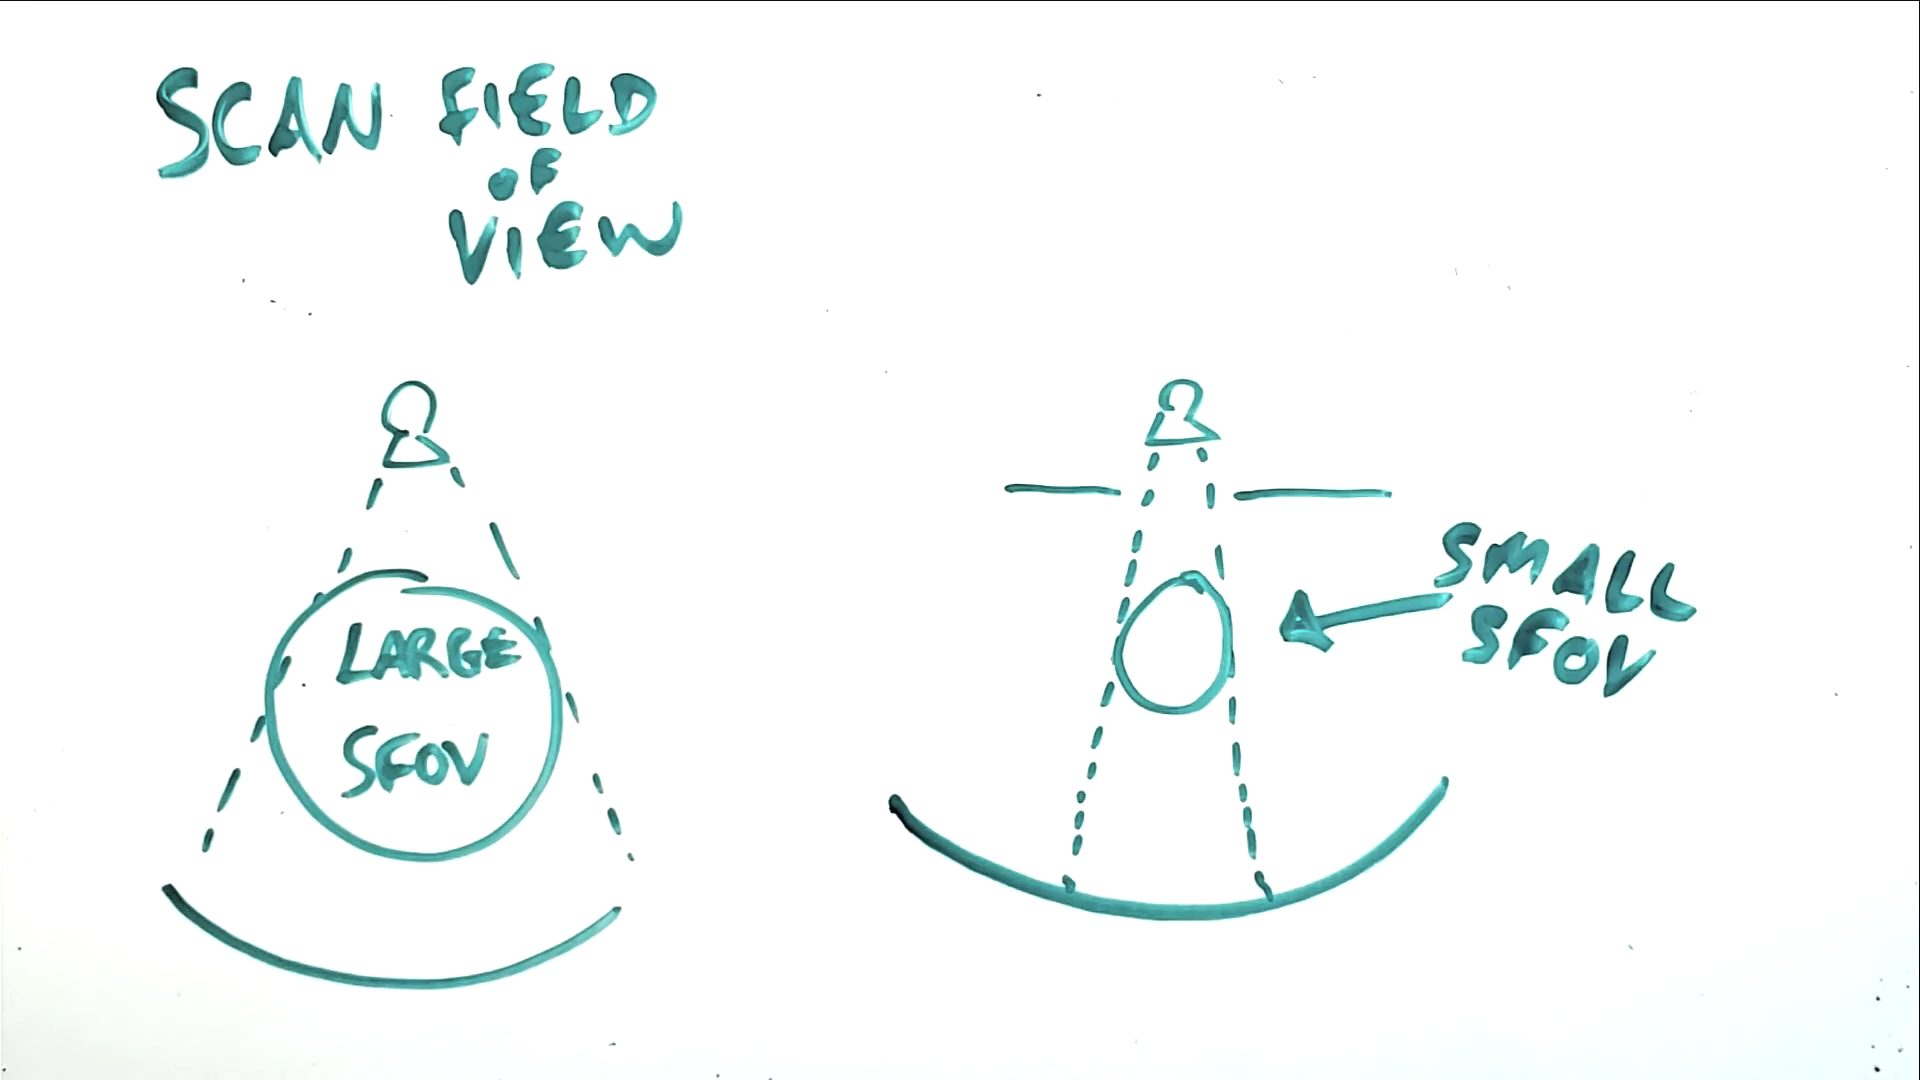 SCAN FIELD
OF
VIEW
LARGE
SFOV
SMALL
SFOV